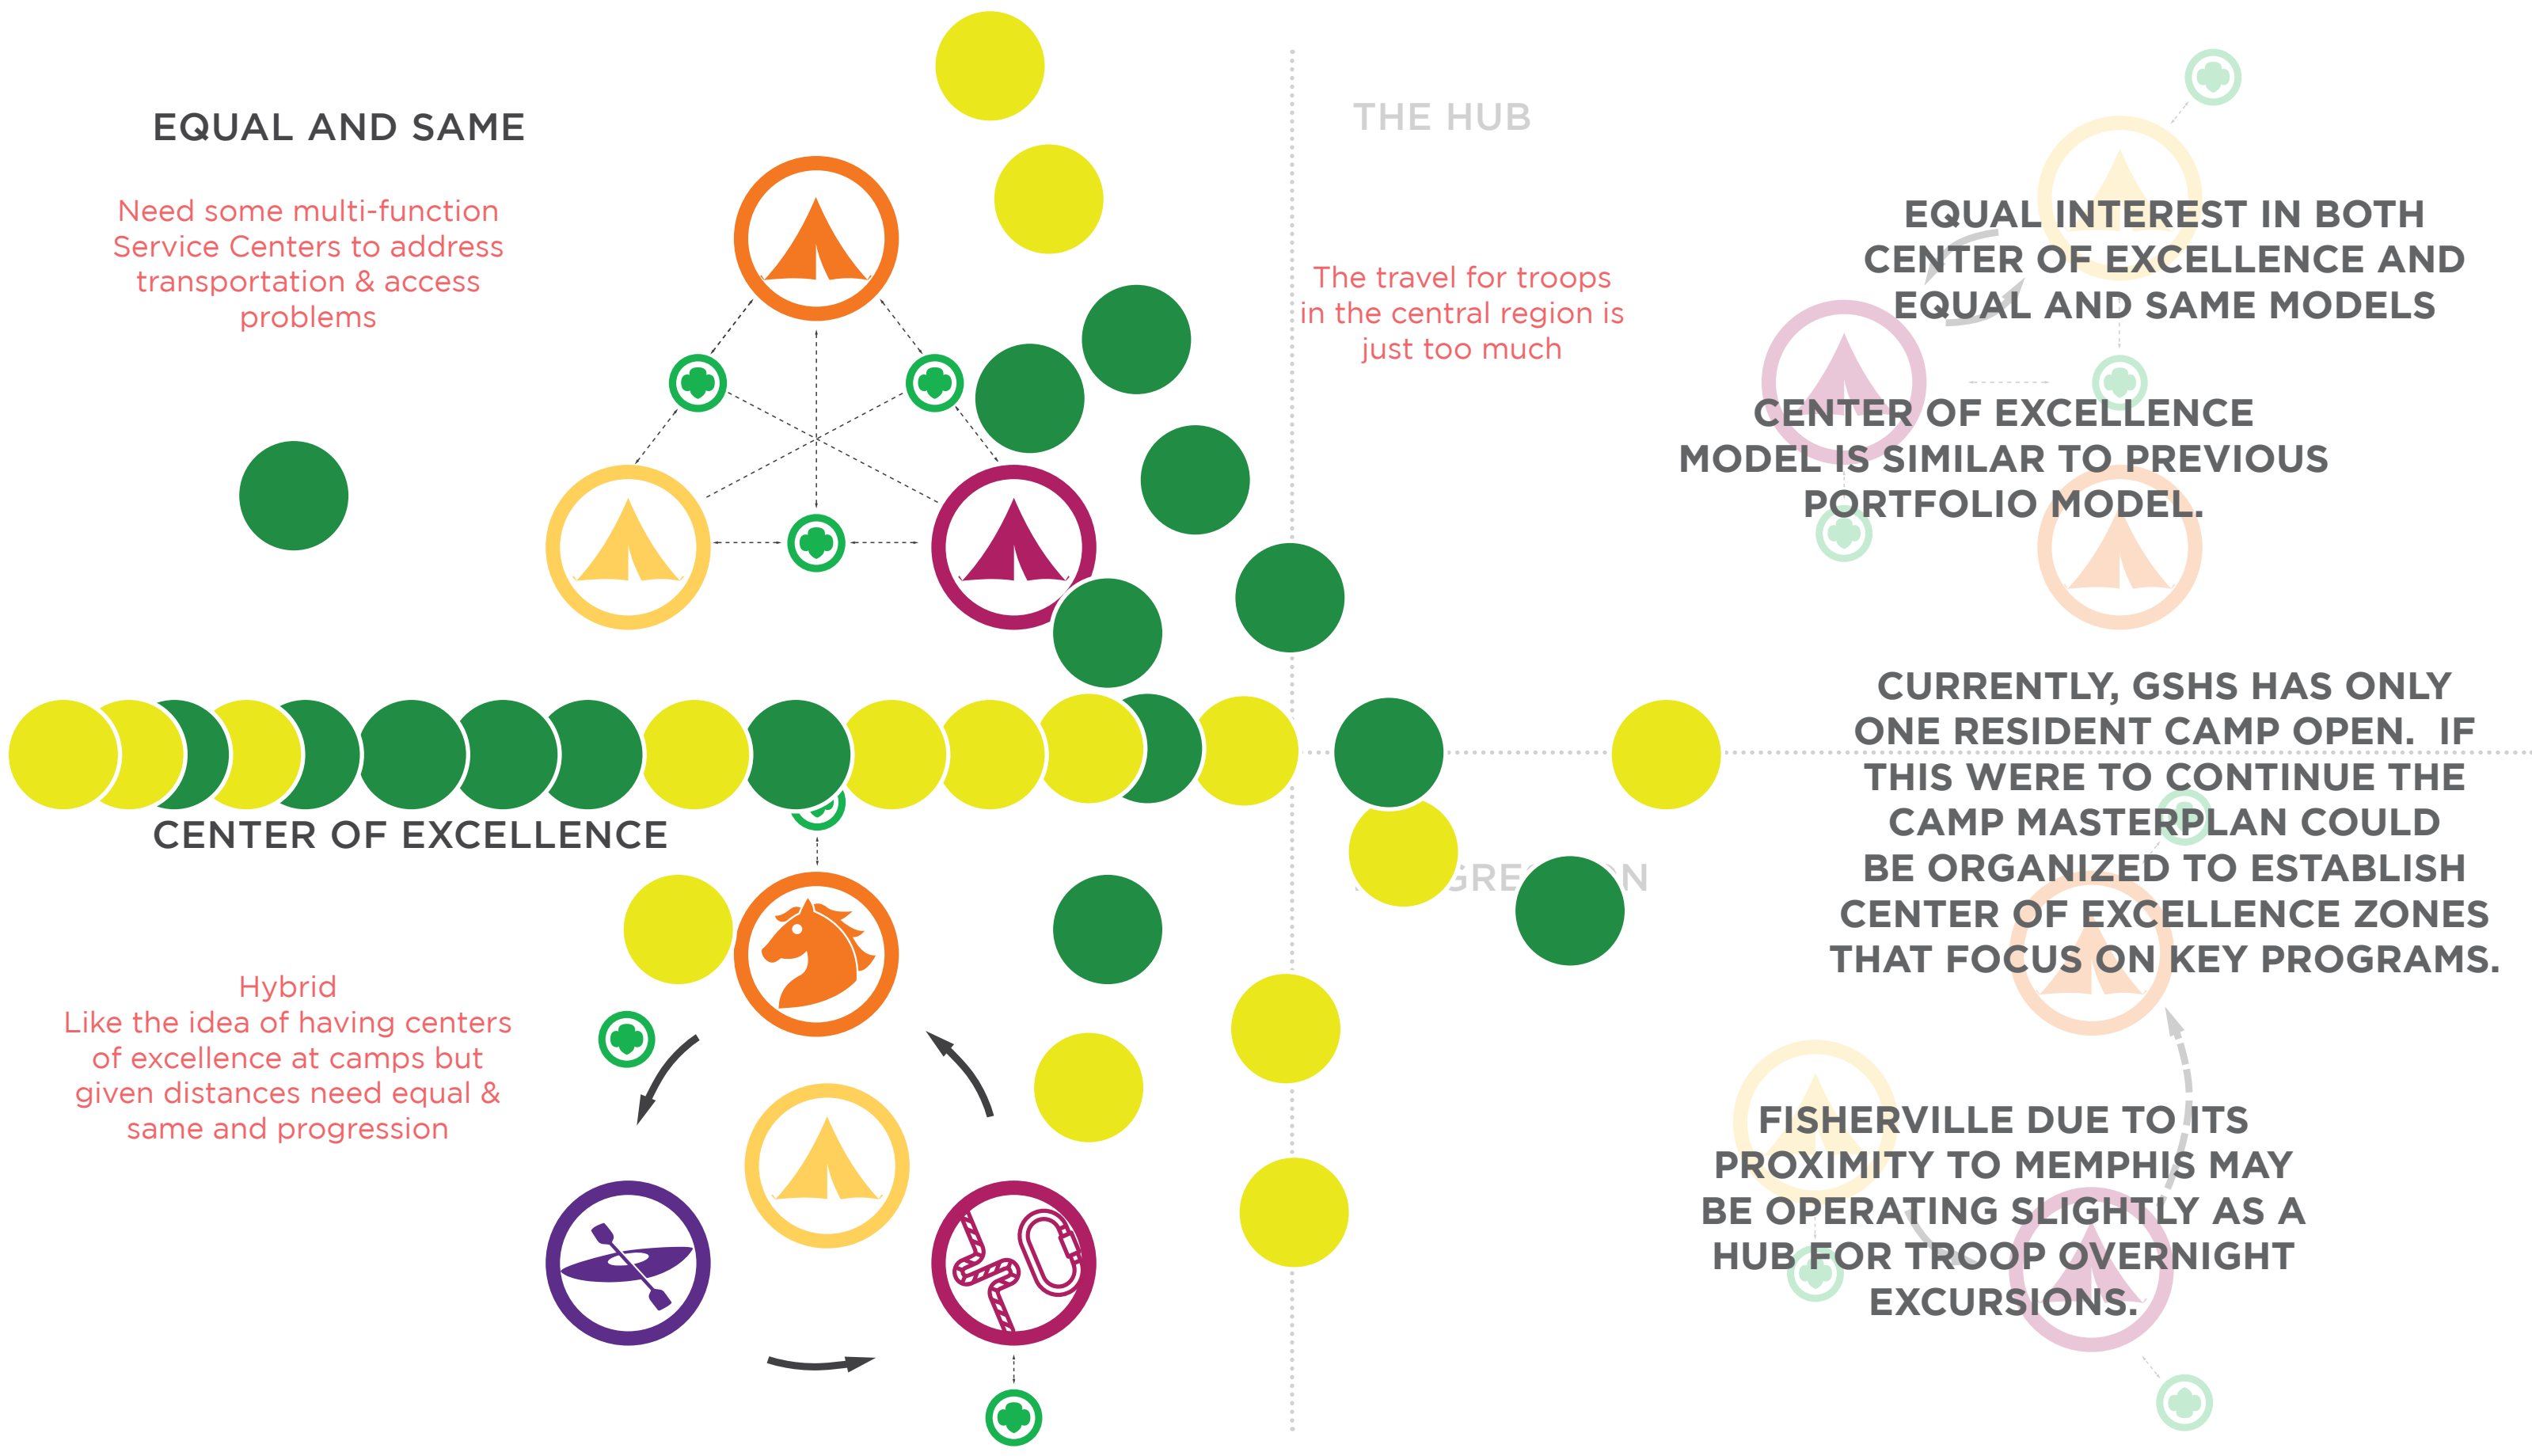 EQUAL AND SAME
Need some multi-function
Service Centers to address
transportation & access
problems
THE HUB
The travel for troops
in the central region is
just too much
EQUAL INTEREST IN BOTH
CENTER OF EXCELLENCE AND
EQUAL AND SAME MODELS
CENTER OF EXCELLENCE
MODEL IS SIMILAR TO PREVIOUS
PORTFOLIO MODEL.
CENTER OF EXCELLENCE
Hybrid
Like the idea of having centers
of excellence at camps but
given distances need equal &
same and progression
CURRENTLY, GSHS HAS ONLY
ONE RESIDENT CAMP OPEN. IF
THIS WERE TO CONTINUE THE
CAMP MASTERPLAN COULD
BE ORGANIZED TO ESTABLISH
CENTER OF EXCELLENCE ZONES
THAT FOCUS ON KEY PROGRAMS.
FISHERVILLE DUE TO ITS
PROXIMITY TO MEMPHIS MAY
BE OPERATING SLIGHTLY AS A
HUB FOR TROOP OVERNIGHT
EXCURSIONS.